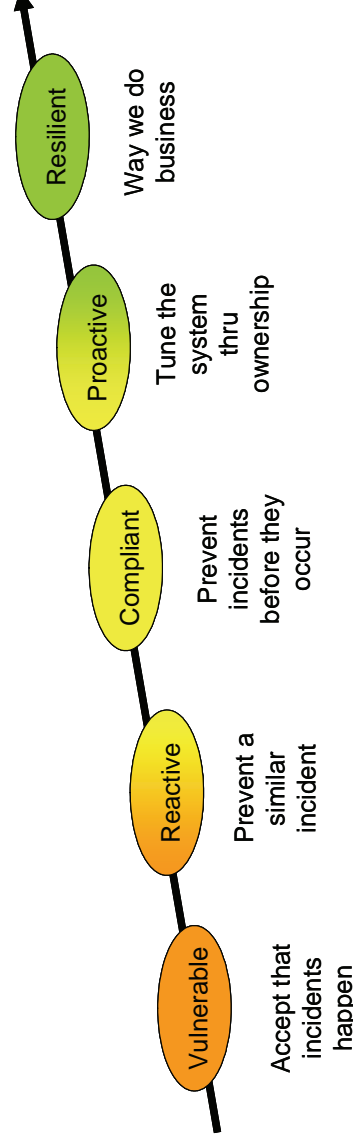 Vulnerable
Accept that
incidents
happen
Reactive
Prevent a
similar
incident
Compliant
Prevent
incidents
before they
occur
Proactive
Tune the
system
thru
ownership
Resilient
Way we do
business